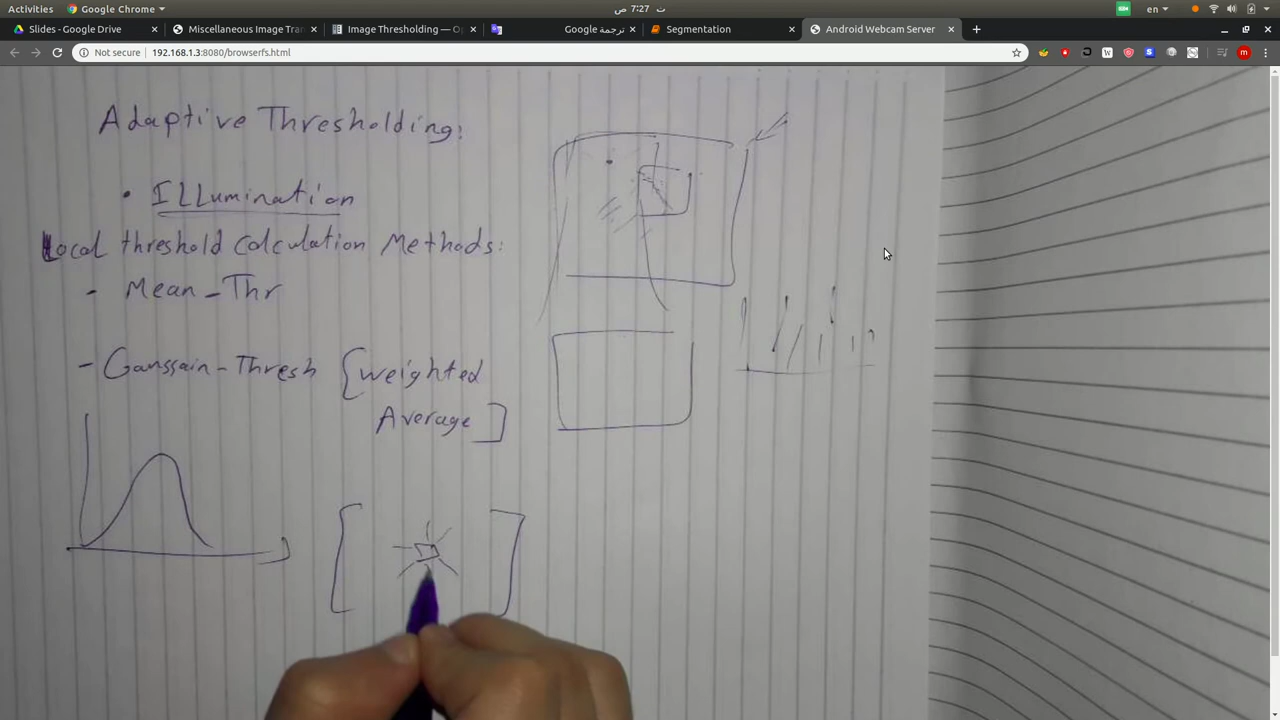 Activities
Google Chrome
ت 7:27 ص
en
Slides - Google Drive
Miscellaneous Image Tran
Image Thresholding — Op
ترجمة Google
Segmentation
Android Webcam Server
Not secure
192.168.1.3:8080/browserfs.html
m
Adaptive Thresholding:
• ILLumination
Local threshold Calculation Methods:
- Mean-Thr
- Gaussain-Thresh {weighted
Average]